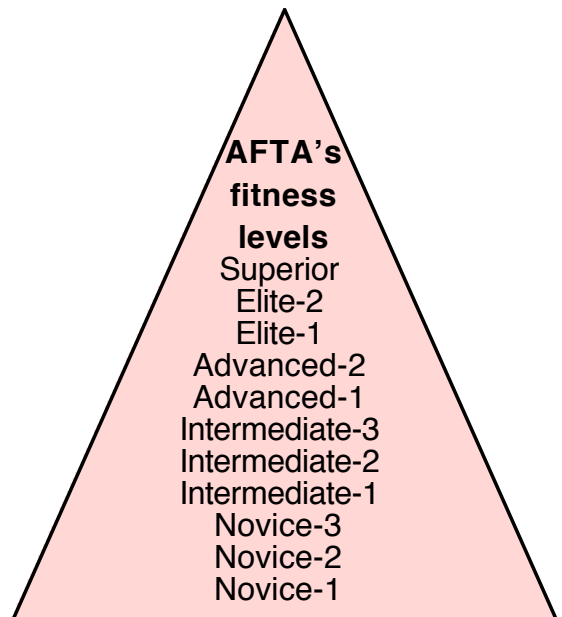 AFTA’s
fitness
levels
Superior
Elite-2
Elite-1
Advanced-2
Advanced-1
Intermediate-3
Intermediate-2
Intermediate-1
Novice-3
Novice-2
Novice-1